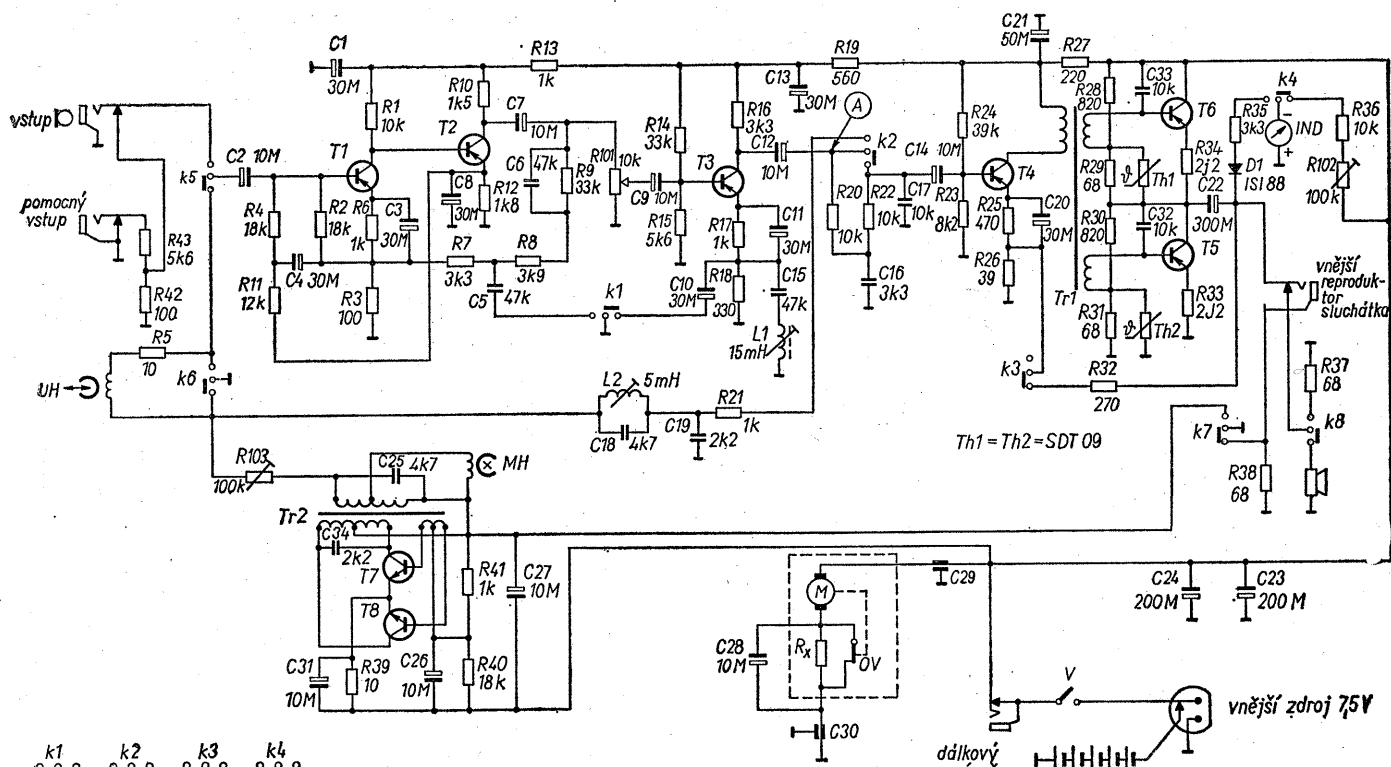 C1
30M
R13
1k
R19
560
C21
50M
R27
220
R1
10k
R10
1k5
C7
10M
R14
33k
R16
3k3
C13
30M
A
R24
39k
R28
820
C33
10k
T6
k4
R35
3k3
IND
R36
10k
vstup
T1
T2
C6
47k
R9
33k
R101
10k
T3
C12
10M
k2
C14
10M
T4
R29
68
Th1
R34
2j2
D1
ISI 88
R102
100k
C2 10M
k5
R4
18k
R2
18k
R6
1k
C3
30M
C8
30M
R12
1k8
C9
10M
R15
5k6
R17
1k
C11
30M
R20
10k
R22
10k
C17
10k
R23
8k2
R25
470
C20
30M
R30
820
C32
10k
C22
300M
T5
pomocný
vstup
R43
5k6
R42
100
C4 30M
R11
12k
R3
100
R7
3k3
R8
3k9
C5
47k
k1
C10
30M
R18
330
C15
47k
L1
15mH
C16
3k3
R26
39
Tr1
R31
68
Th2
R33
2J2
vnější
reproduk-
tor
sluchátka
R5
10
UH
k6
L2
5mH
C18
4k7
C19
2k2
R21
1k
k3
R32
270
R37
68
k7
k8
R38
68
Th1 = Th2 = SDT 09
R103
100k
C25
4k7
MH
Tr2
C34
2k2
T7
T8
R41
1k
C27
10M
C31
10M
R39
10
C26
10M
R40
18k
M
C28
10M
Rx
OV
C29
C30
C24
200M
C23
200M
V
vnější zdroj 7,5V
dálkový
k1 k2 k3 k4